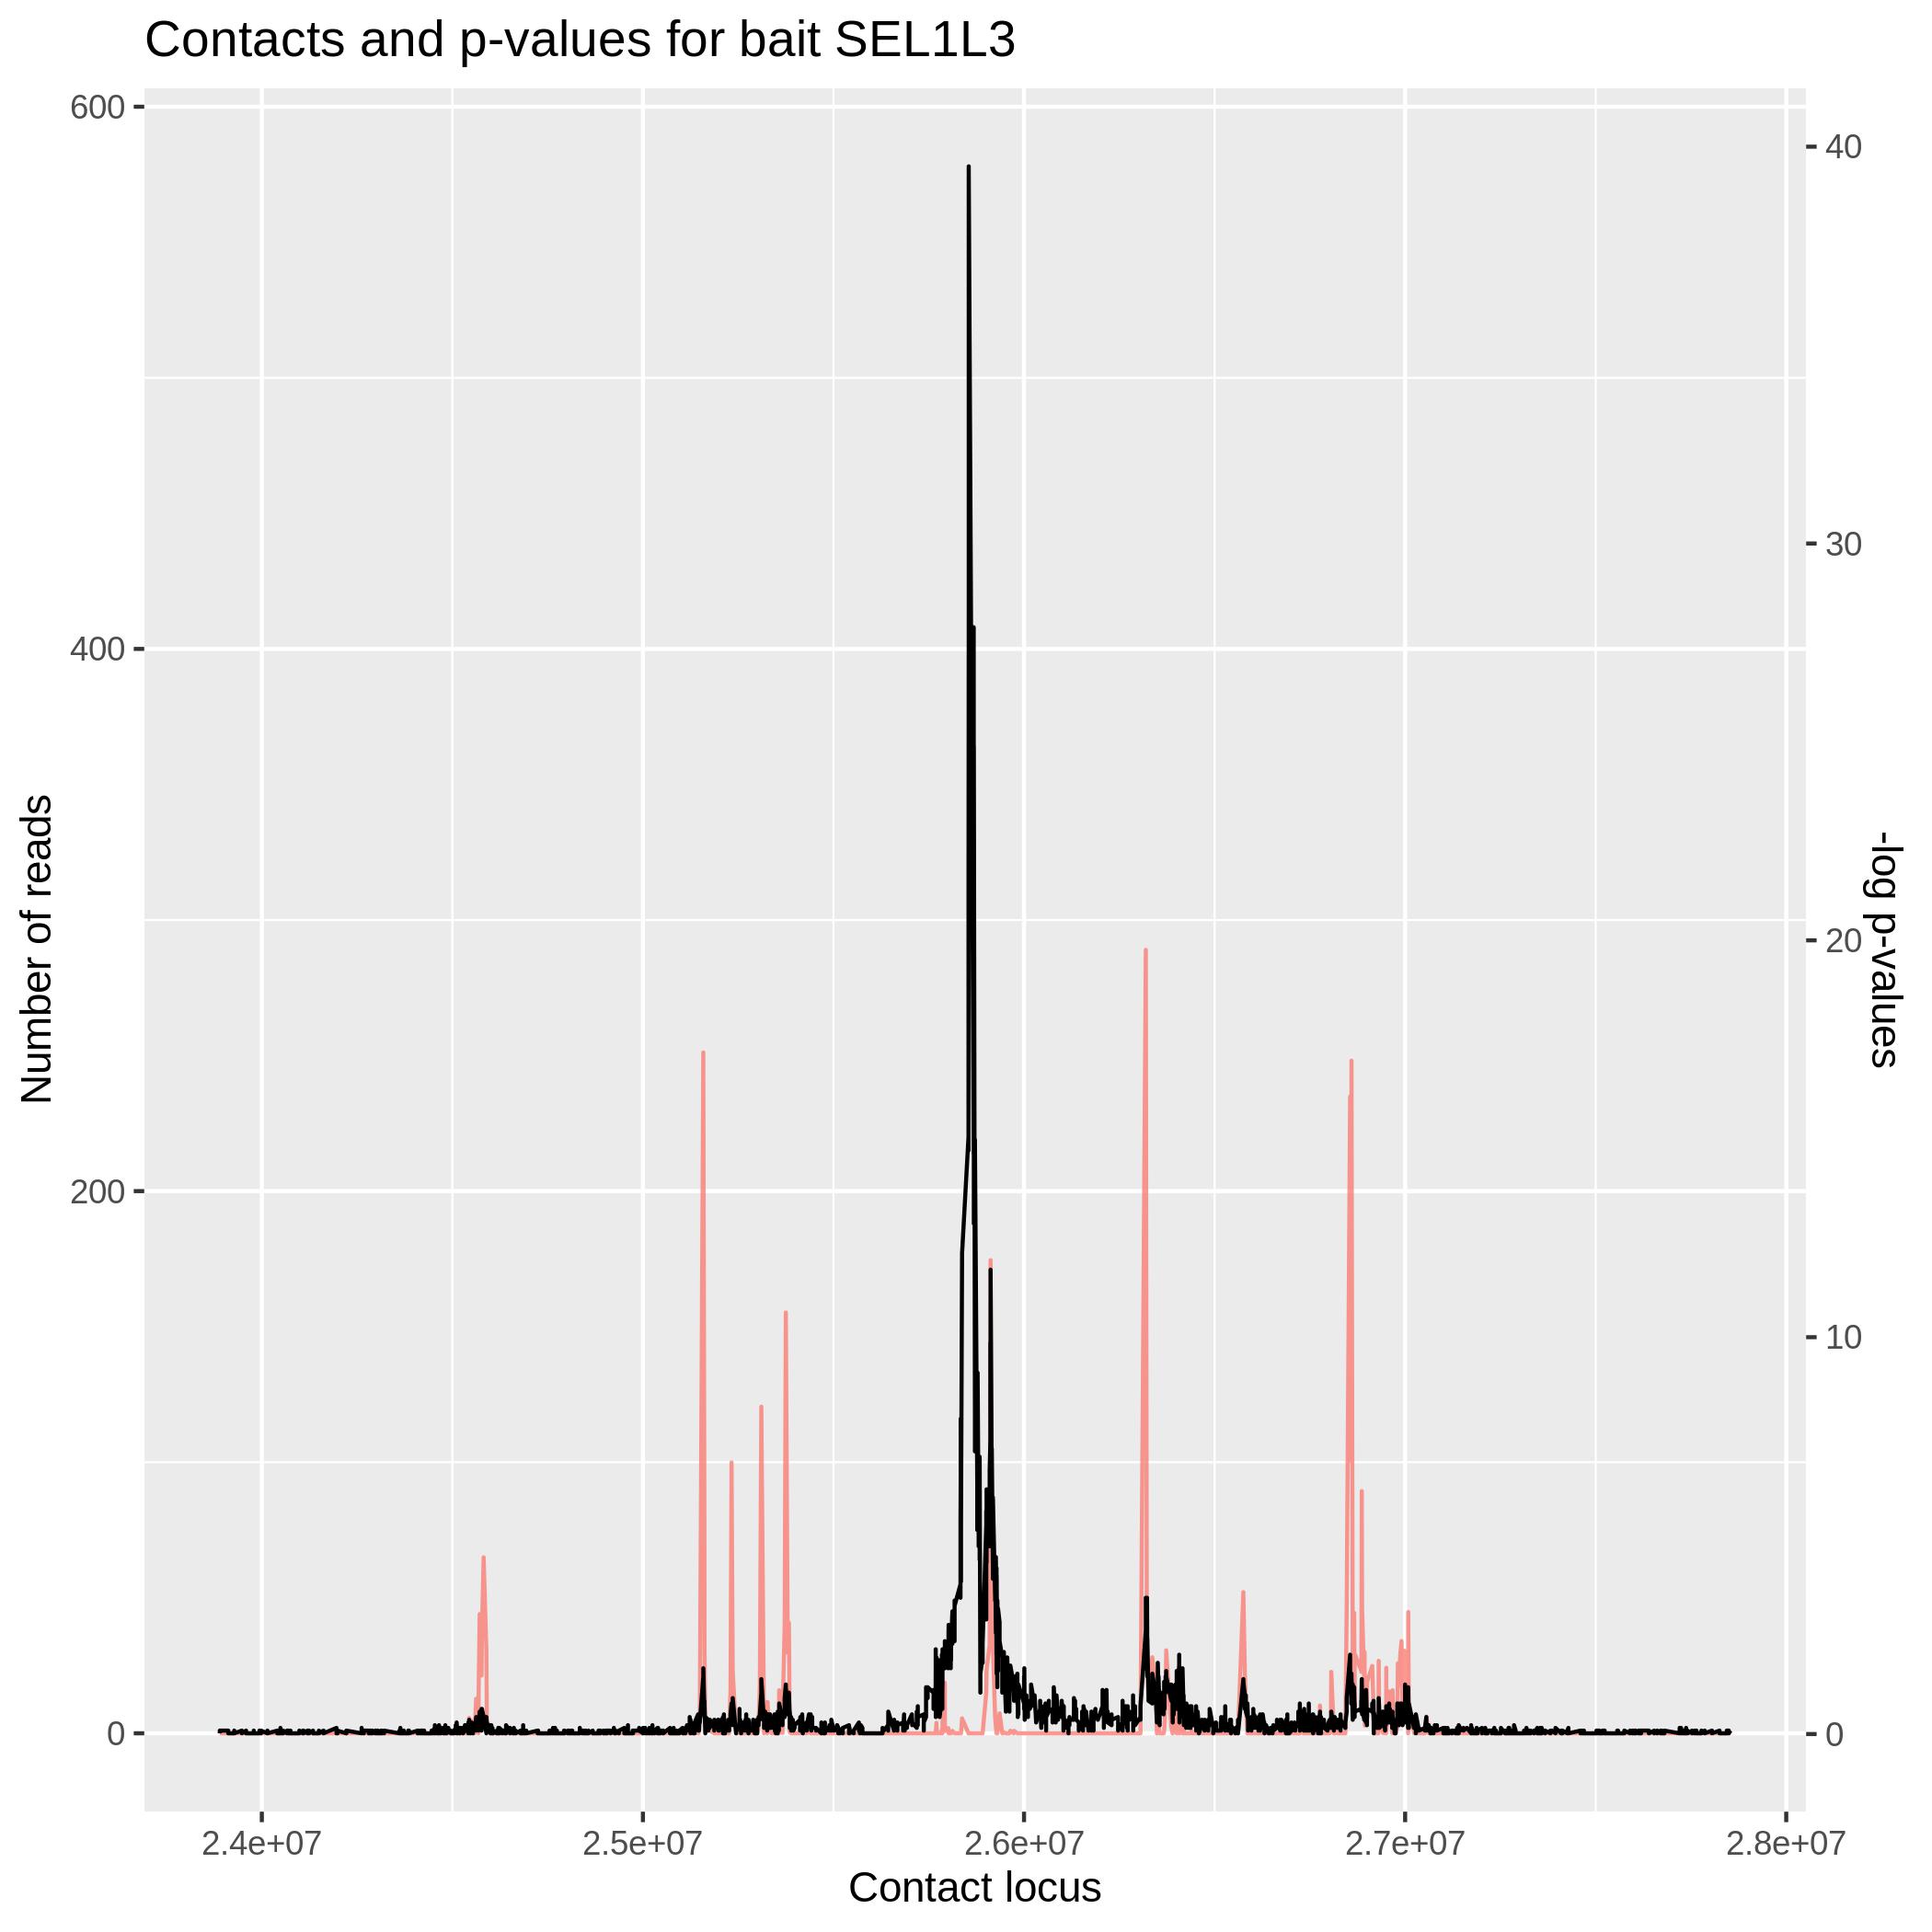 Contacts and p-values for bait SEL1L3
600
400
200
0
Number of reads
40
30
20
10
0
-log p-values
2.4e+07 2.5e+07 2.6e+07 2.7e+07 2.8e+07
Contact locus